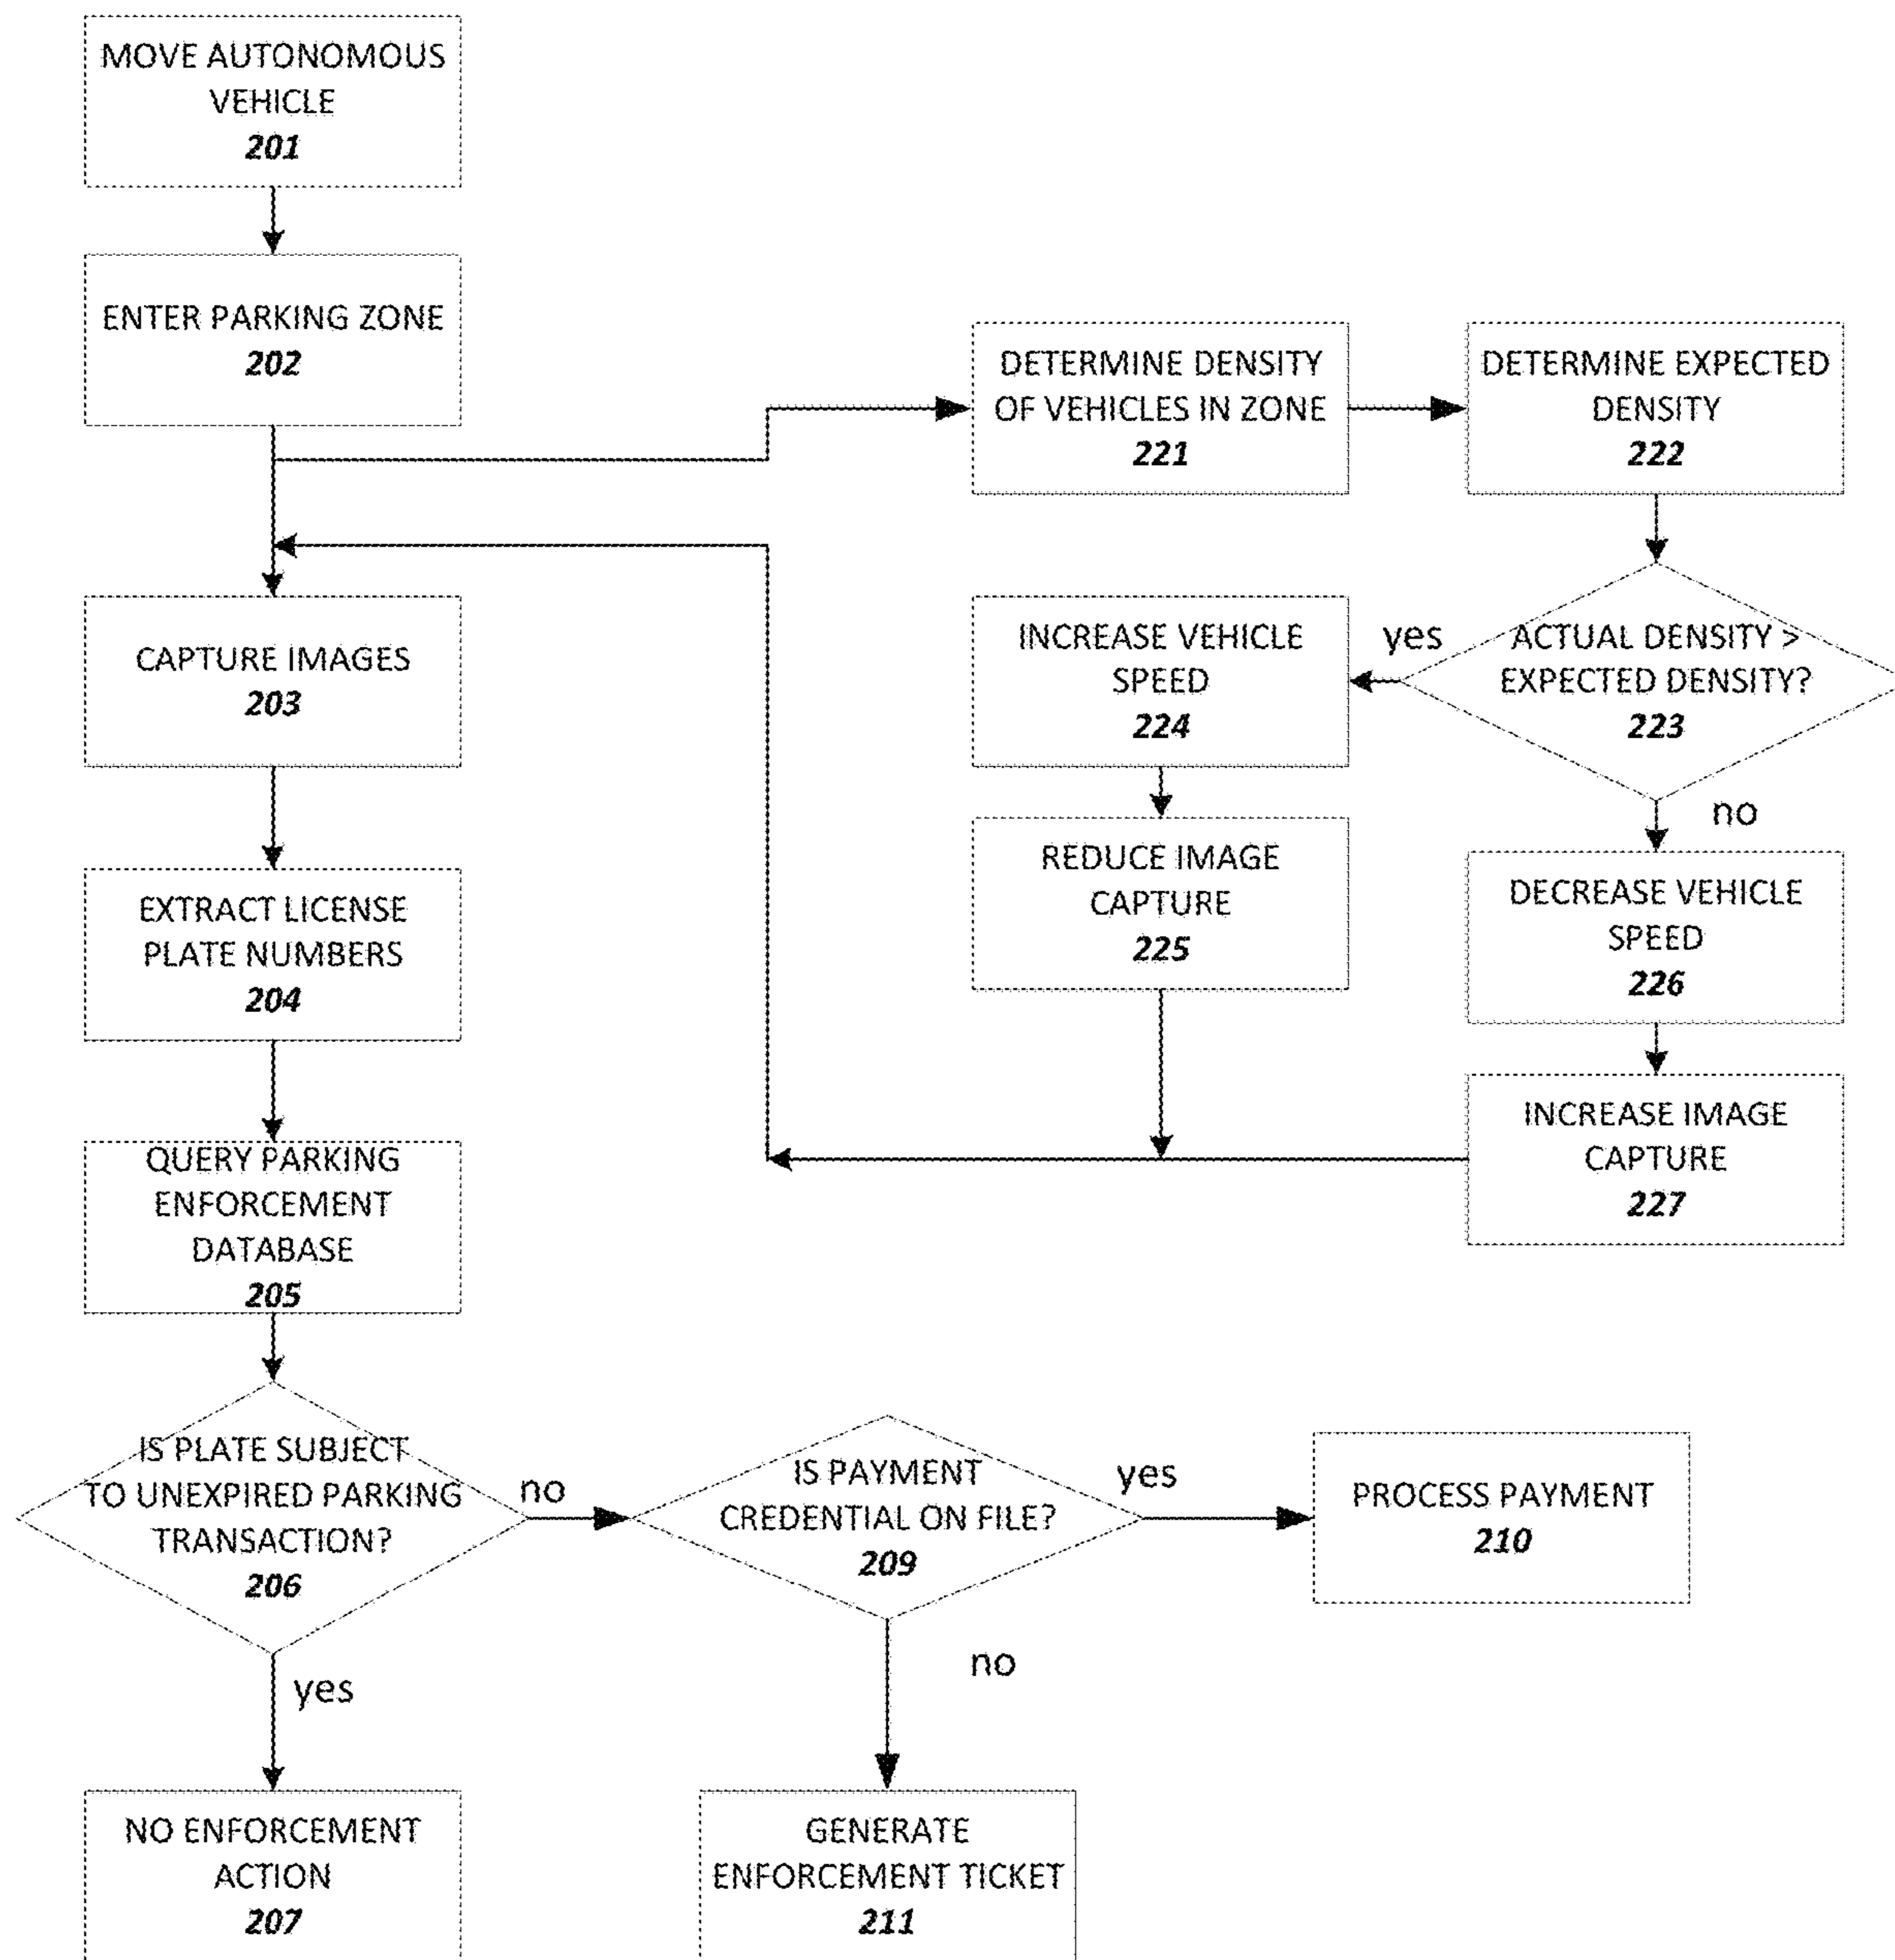 MOVE AUTONOMOUS
VEHICLE
201
ENTER PARKING ZONE
202
DETERMINE DENSITY
OF VEHICLES IN ZONE
221
DETERMINE EXPECTED
DENSITY
222
CAPTURE IMAGES
203
INCREASE VEHICLE
SPEED
224
yes
ACTUAL DENSITY >
EXPECTED DENSITY?
223
no
REDUCE IMAGE
CAPTURE
225
DECREASE VEHICLE
SPEED
226
EXTRACT LICENSE
PLATE NUMBERS
204
INCREASE IMAGE
CAPTURE
227
QUERY PARKING
ENFORCEMENT
DATABASE
205
IS PLATE SUBJECT
TO UNEXPIRED PARKING
TRANSACTION?
206
no
IS PAYMENT
CREDENTIAL ON FILE?
209
yes
PROCESS PAYMENT
210
yes
no
NO ENFORCEMENT
ACTION
207
GENERATE
ENFORCEMENT TICKET
211